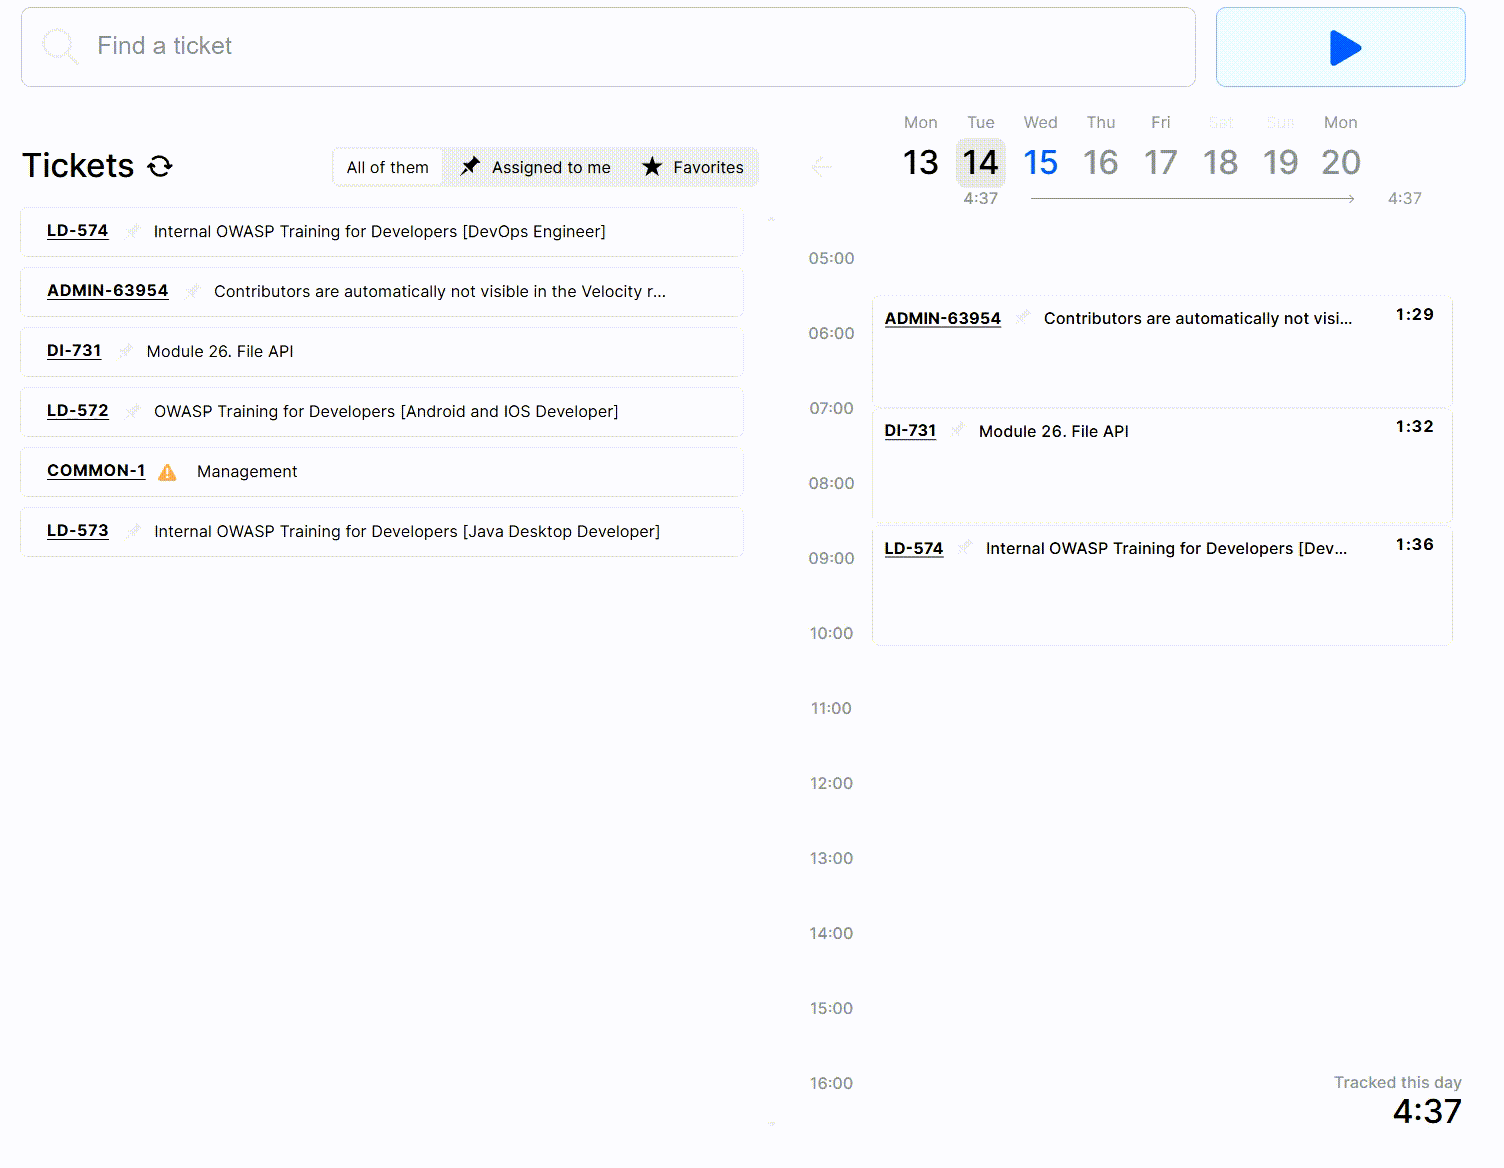 Find a ticket
Mon Tue Wed Thu Fri Sat Sun Mon
13 14 15 16 17 18 19 20
4:37 4:37
Tickets
All of them Assigned to me Favorites
LD-574 Internal OWASP Training for Developers [DevOps Engineer]
ADMIN-63954 Contributors are automatically not visible in the Velocity r...
DI-731 Module 26. File API
LD-572 OWASP Training for Developers [Android and IOS Developer]
COMMON-1 Management
LD-573 Internal OWASP Training for Developers [Java Desktop Developer]
05:00
ADMIN-63954 Contributors are automatically not visi... 1:29
06:00
07:00
DI-731 Module 26. File API 1:32
08:00
LD-574 Internal OWASP Training for Developers [Dev... 1:36
09:00
10:00
11:00
12:00
13:00
14:00
15:00
16:00
Tracked this day
4:37